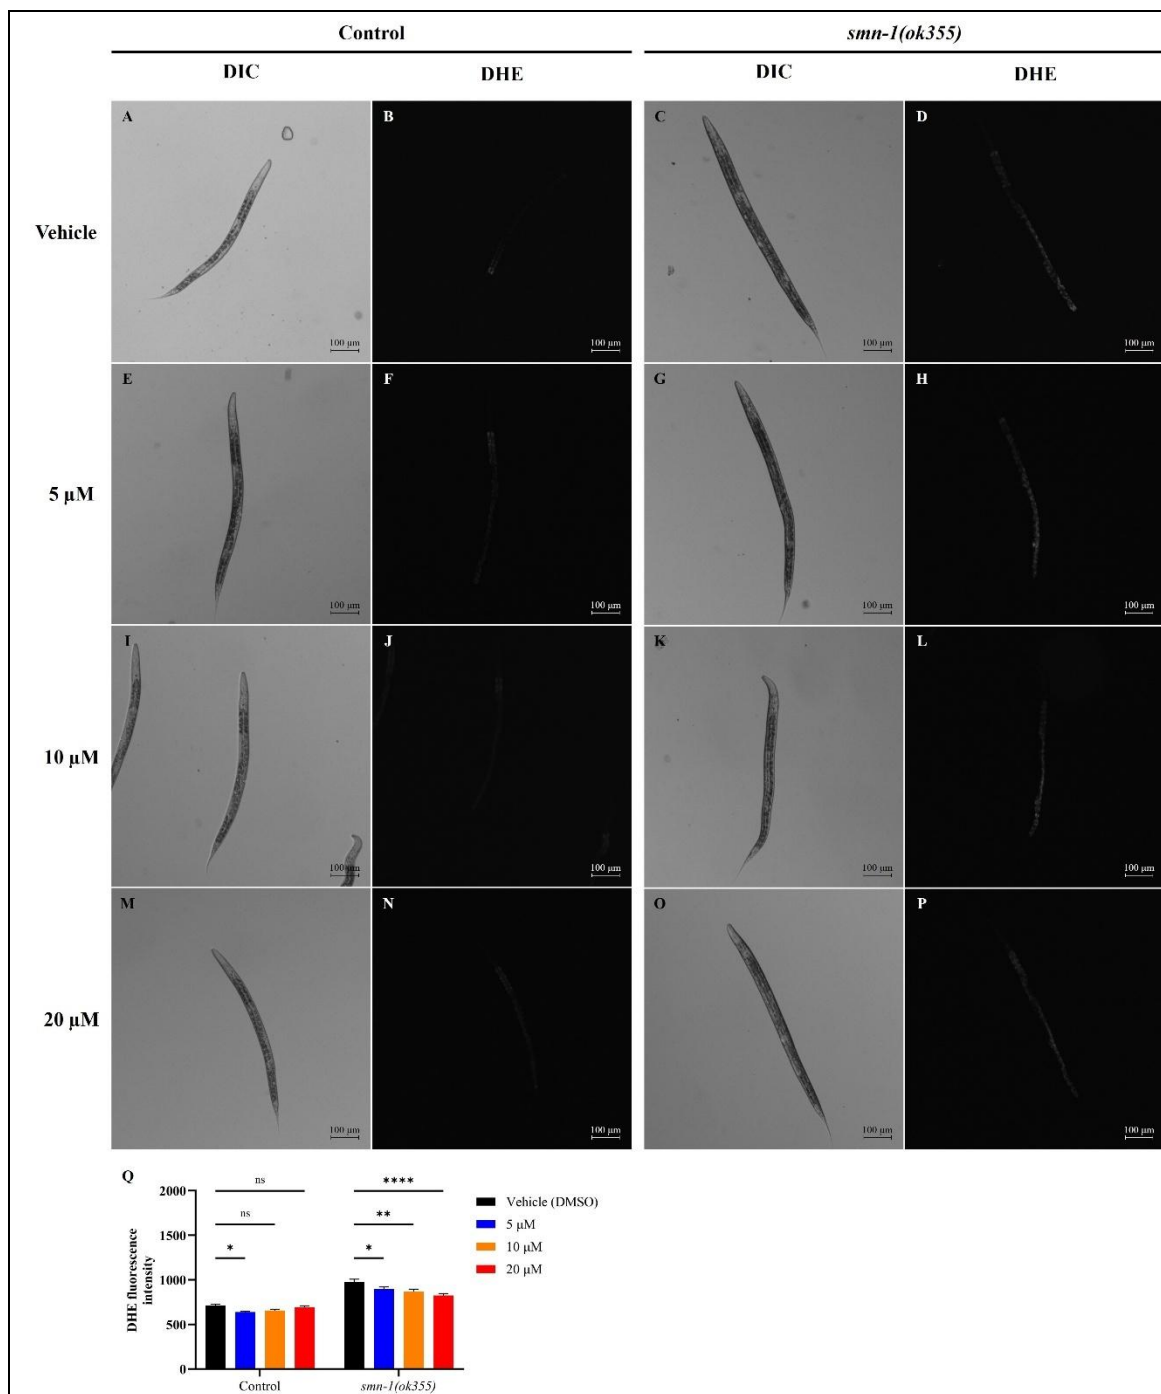 Control smn-1(ok355)
DIC DHE DIC DHE
Vehicle
A B C D
100 μm 100 μm 100 μm 100 μm
5 μM
E F G H
100 μm 100 μm 100 μm 100 μm
10 μM
I J K L
100 μm 100 μm 100 μm 100 μm
20 μM
M N O P
100 μm 100 μm 100 μm 100 μm
Q
DHE fluorescence
intensity
2000
1500
1000
500
0
ns
ns
*
****
**
*
Control smn-1(ok355)
Vehicle (DMSO)
5 μM
10 μM
20 μM